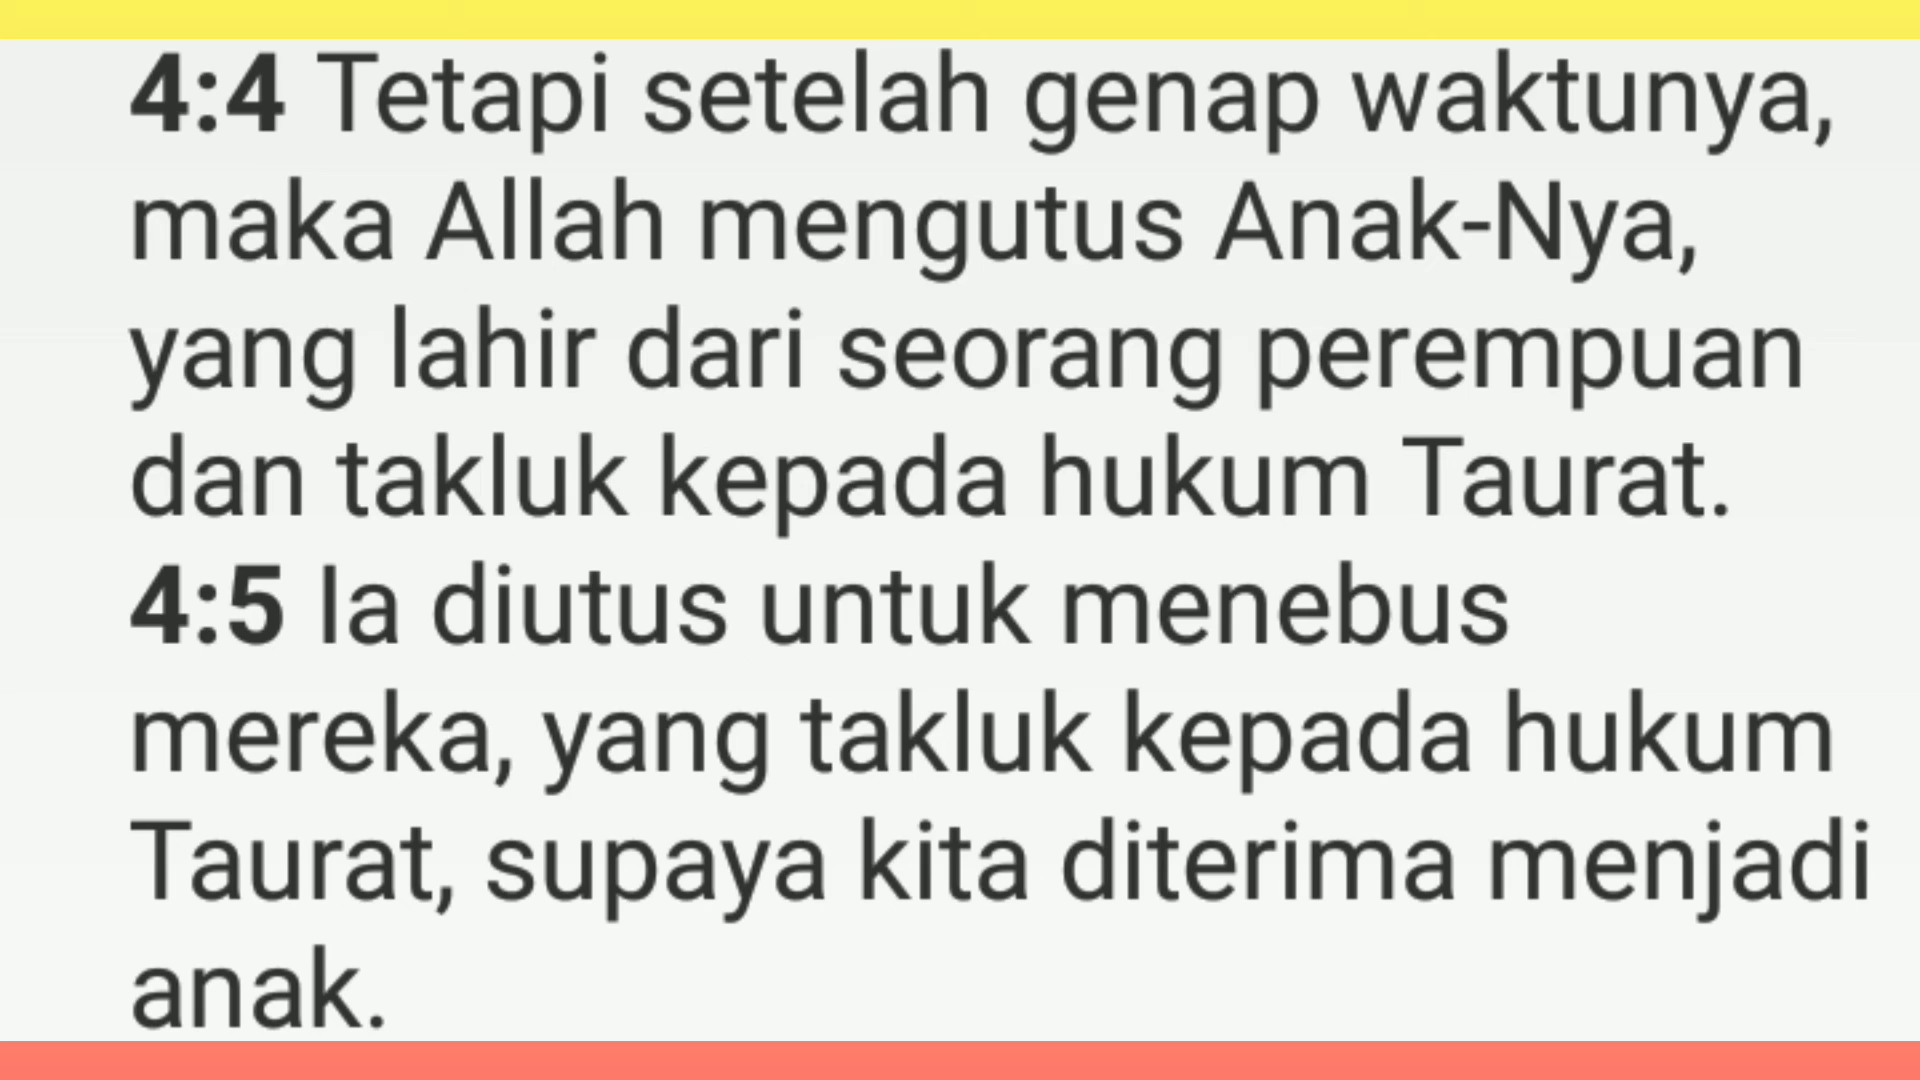 4:4 Tetapi setelah genap waktunya,
maka Allah mengutus Anak-Nya,
yang lahir dari seorang perempuan
dan takluk kepada hukum Taurat.
4:5 Ia diutus untuk menebus
mereka, yang takluk kepada hukum
Taurat, supaya kita diterima menjadi
anak.